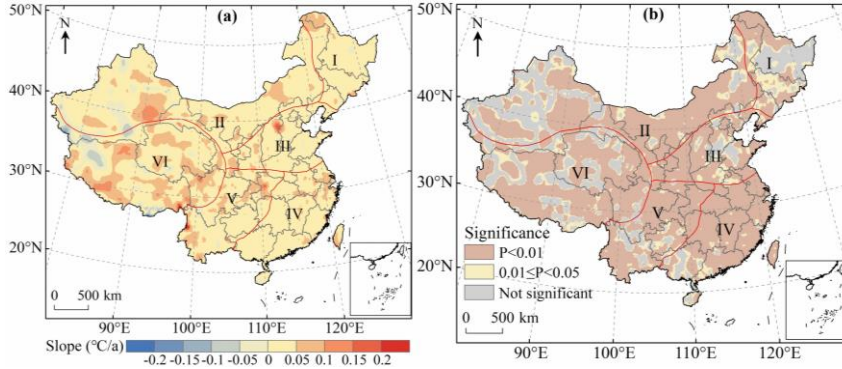 (a)
(b)
50°N
40°N
30°N
20°N
N
I
II
III
IV
V
VI
0 500 km
90°E 100°E 110°E 120°E
Slope (℃/a)
-0.2 -0.15 -0.1 -0.05 0 0.05 0.1 0.15 0.2
50°N
40°N
30°N
20°N
N
I
II
III
IV
V
VI
Significance
P<0.01
0.01≤P<0.05
Not significant
0 500 km
90°E 100°E 110°E 120°E